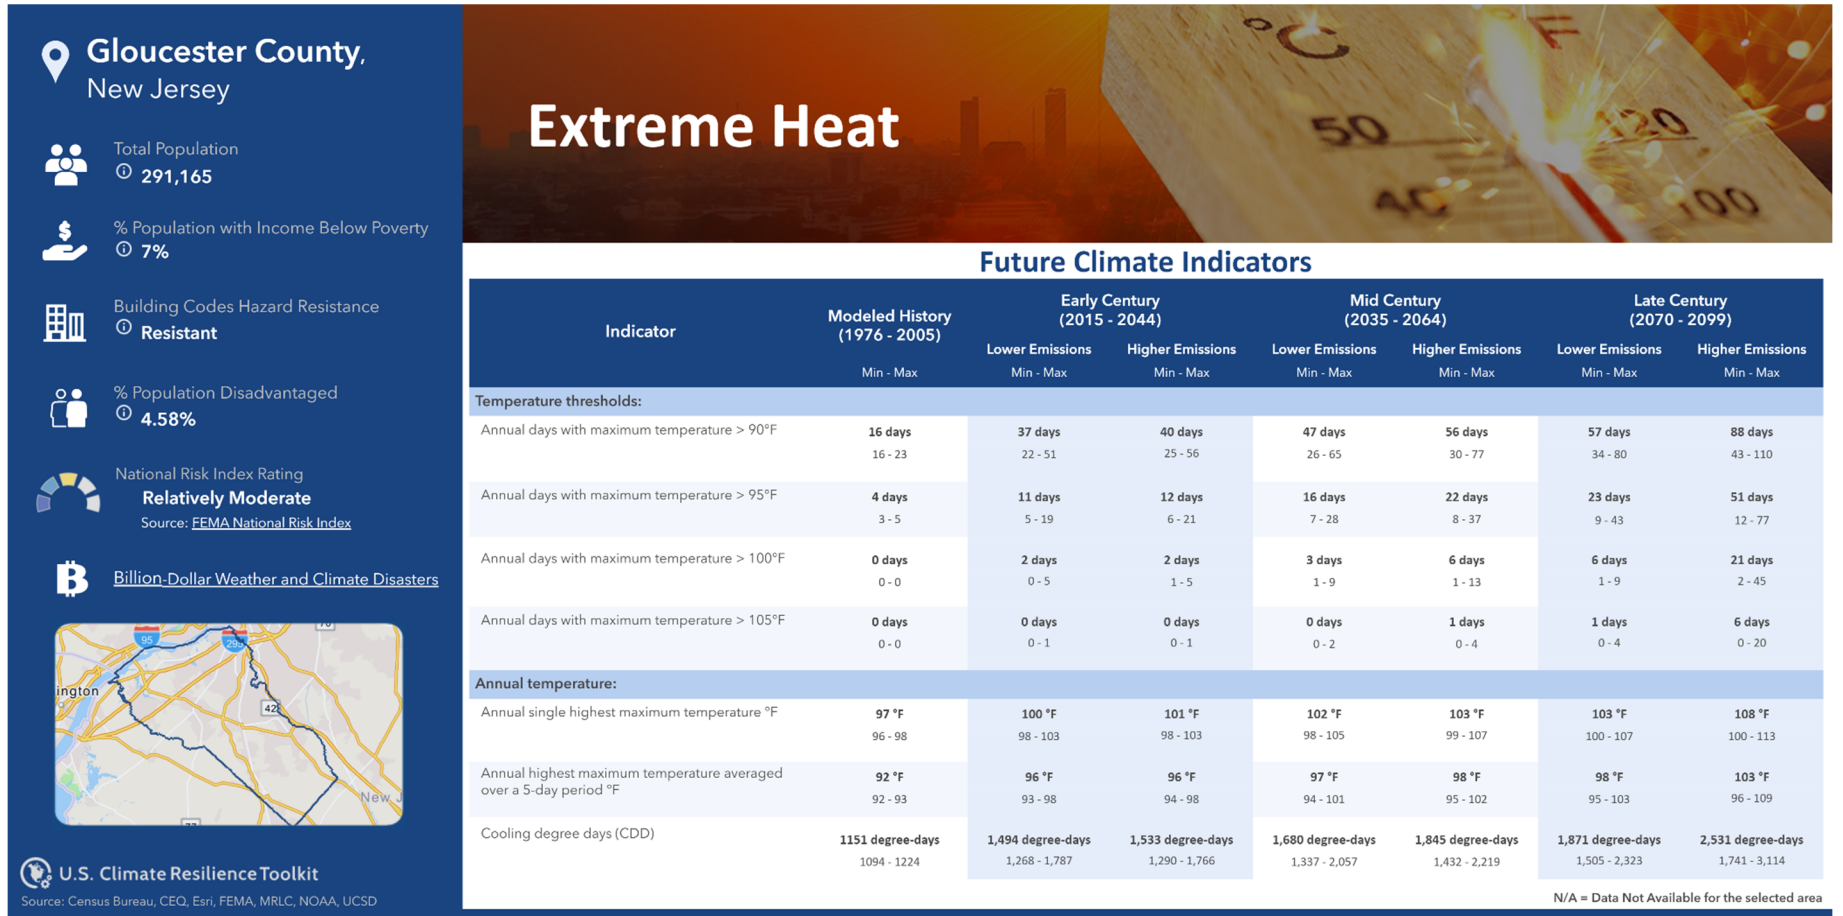 Gloucester County,
New Jersey
Total Population
291,165
% Population with Income Below Poverty
7%
Building Codes Hazard Resistance
Resistant
% Population Disadvantaged
4.58%
National Risk Index Rating
Relatively Moderate
Source: FEMA National Risk Index
Billion-Dollar Weather and Climate Disasters
95
295
ington
42
New J
U.S. Climate Resilience Toolkit
Source: Census Bureau, CEQ, Esri, FEMA, MRLC, NOAA, UCSD
Extreme Heat
°C
F
50
120
40
100
Future Climate Indicators
Indicator
Modeled History
(1976 - 2005)
Min - Max
Early Century
(2015 - 2044)
Mid Century
(2035 - 2064)
Late Century
(2070 - 2099)
Lower Emissions Higher Emissions Lower Emissions Higher Emissions Lower Emissions Higher Emissions
Min - Max Min - Max Min - Max Min - Max Min - Max Min - Max
Temperature thresholds:
Annual days with maximum temperature > 90°F 16 days 37 days 40 days 47 days 56 days 57 days 88 days
16 - 23 22 - 51 25 - 56 26 - 65 30 - 77 34 - 80 43 - 110
Annual days with maximum temperature > 95°F 4 days 11 days 12 days 16 days 22 days 23 days 51 days
3 - 5 5 - 19 6 - 21 7 - 28 8 - 37 9 - 43 12 - 77
Annual days with maximum temperature > 100°F 0 days 2 days 2 days 3 days 6 days 6 days 21 days
0 - 0 0 - 5 1 - 5 1 - 9 1 - 13 1 - 9 2 - 45
Annual days with maximum temperature > 105°F 0 days 0 days 0 days 0 days 1 days 1 days 6 days
0 - 0 0 - 1 0 - 1 0 - 2 0 - 4 0 - 4 0 - 20
Annual temperature:
Annual single highest maximum temperature °F 97 °F 100 °F 101 °F 102 °F 103 °F 103 °F 108 °F
96 - 98 98 - 103 98 - 103 98 - 105 99 - 107 100 - 107 100 - 113
Annual highest maximum temperature averaged 92 °F 96 °F 96 °F 97 °F 98 °F 98 °F 103 °F
over a 5-day period °F 92 - 93 93 - 98 94 - 98 94 - 101 95 - 102 95 - 103 96 - 109
Cooling degree days (CDD) 1151 degree-days 1,494 degree-days 1,533 degree-days 1,680 degree-days 1,845 degree-days 1,871 degree-days 2,531 degree-days
1094 - 1224 1,268 - 1,787 1,290 - 1,766 1,337 - 2,057 1,432 - 2,219 1,505 - 2,323 1,741 - 3,114
N/A = Data Not Available for the selected area